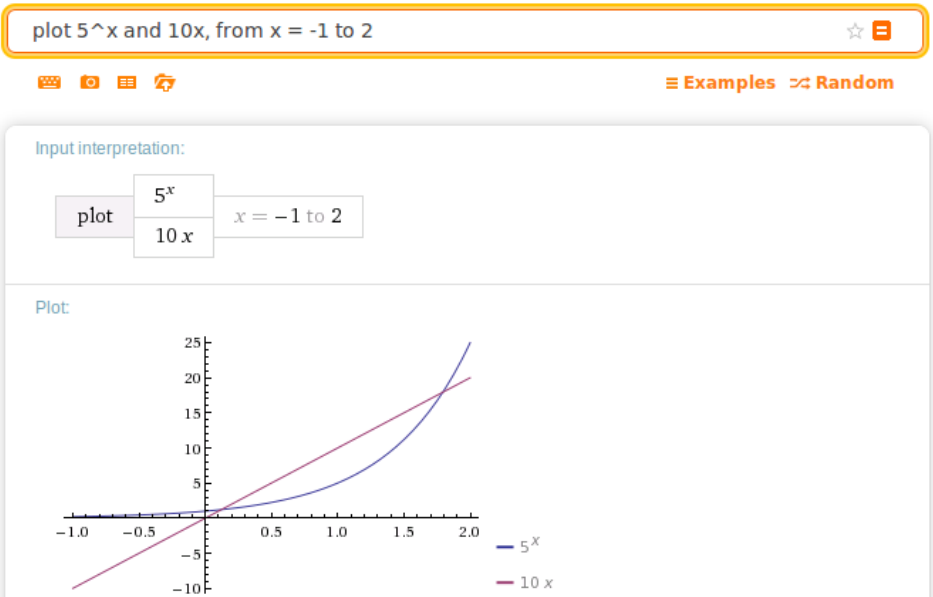 plot 5^x and 10x, from x = -1 to 2
Examples Random
Input interpretation:
plot 5^x 10 x x = −1 to 2
Plot:
25
20
15
10
5
−1.0 −0.5 0.5 1.0 1.5 2.0
−5
−10
5^x
10 x